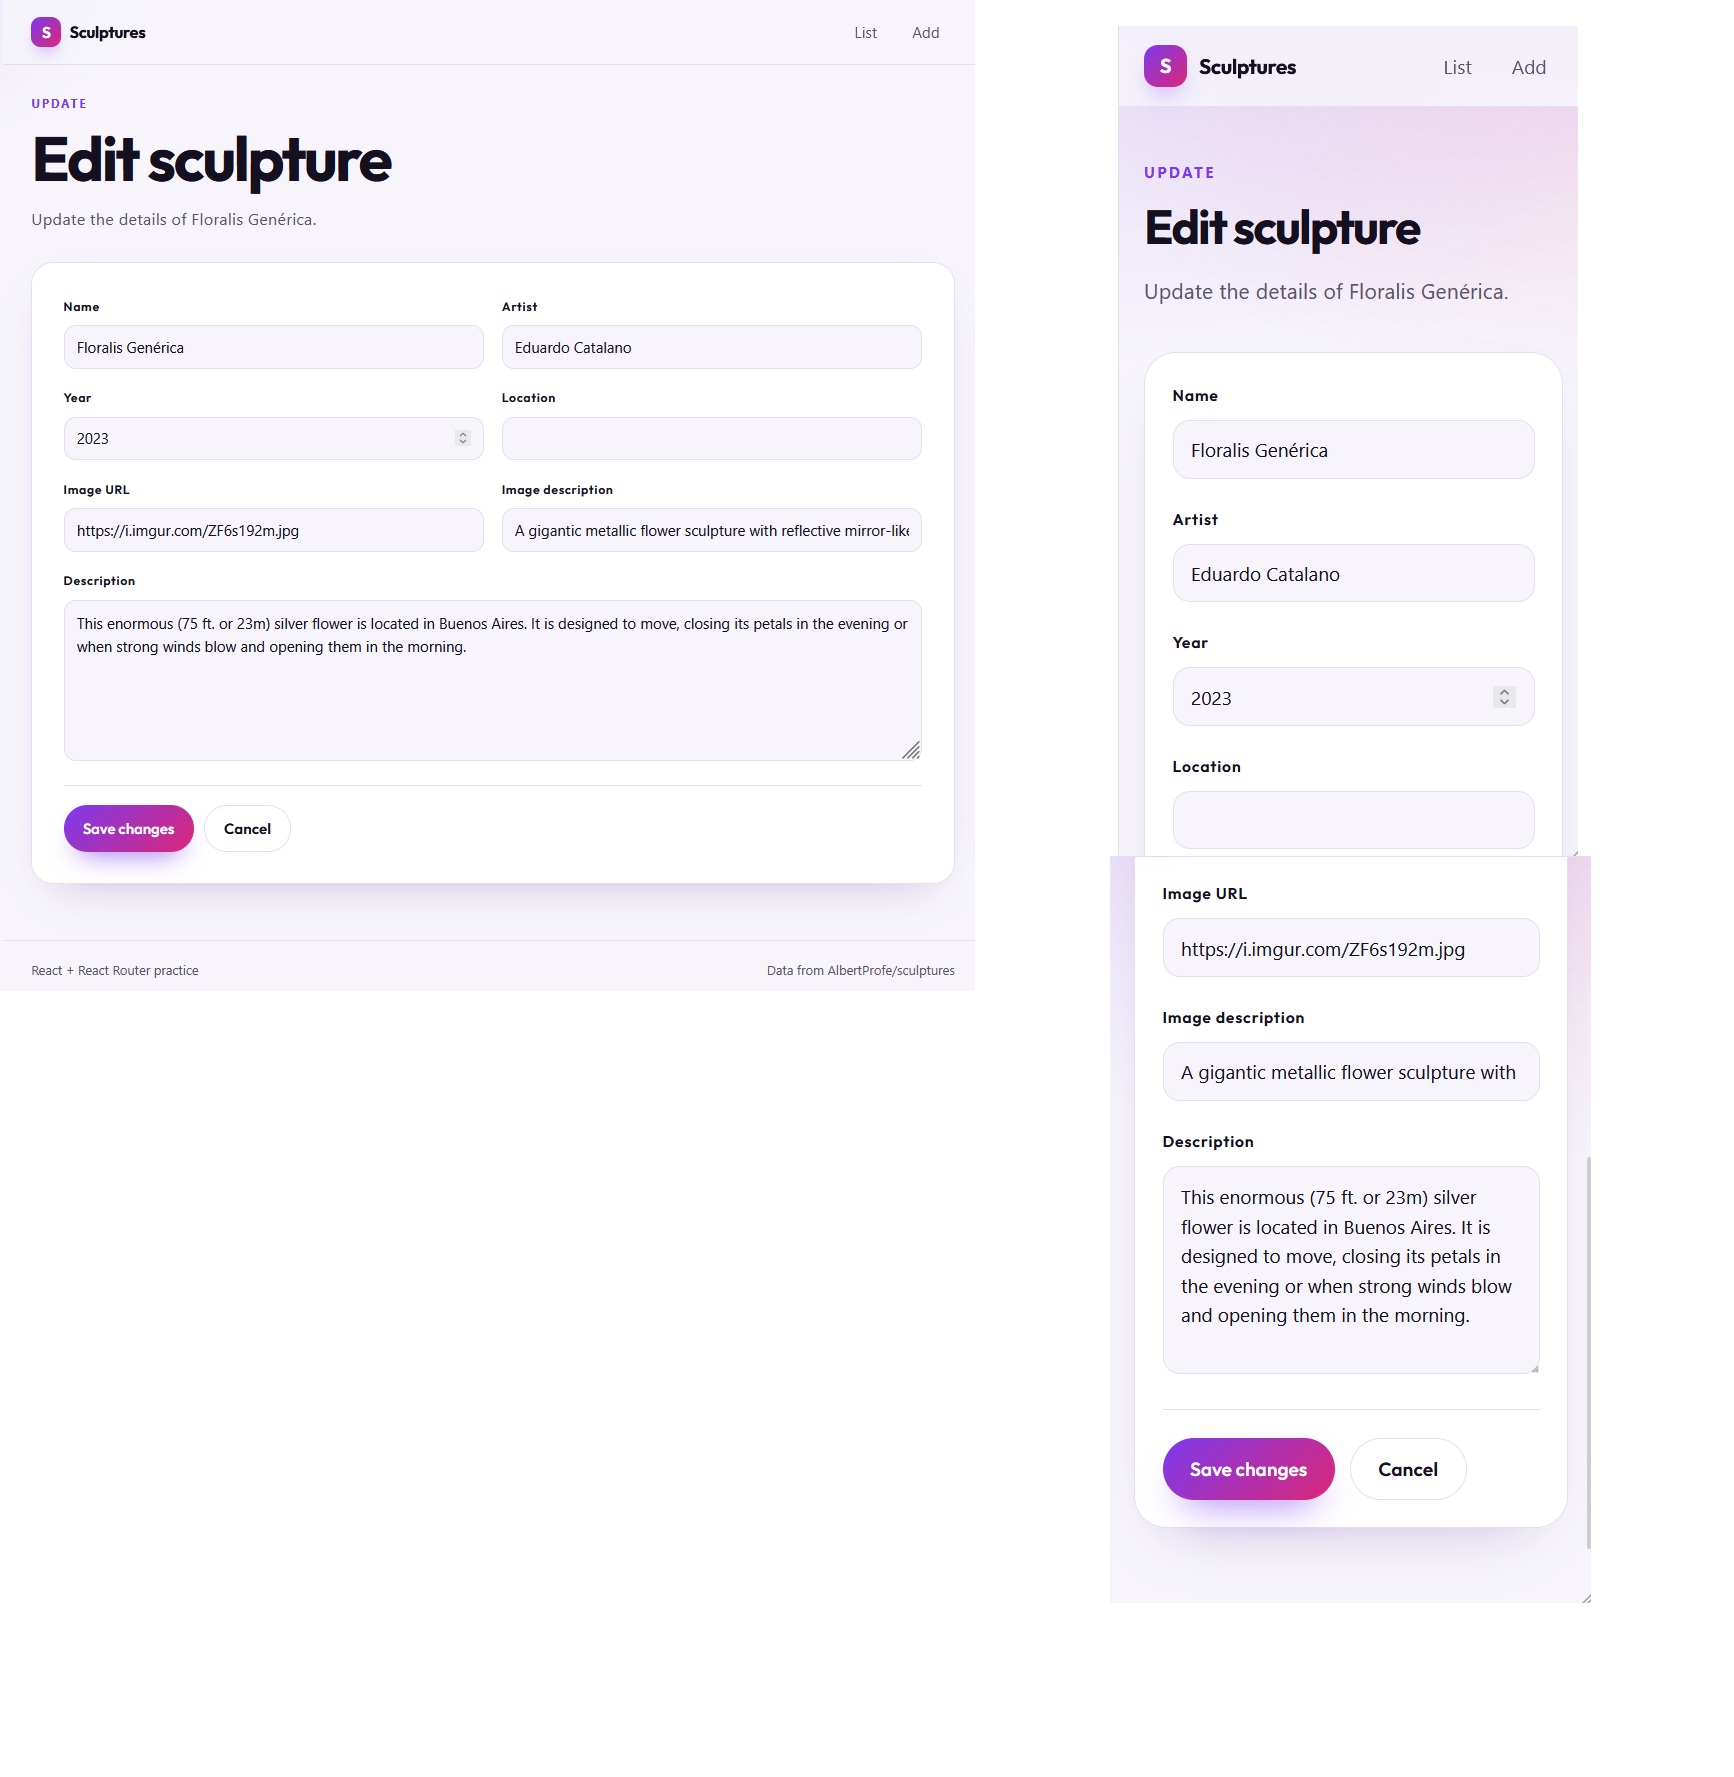 S Sculptures List Add
UPDATE
Edit sculpture
Update the details of Floralis Genérica.
Name Artist
Floralis Genérica Eduardo Catalano
Year Location
2023
Image URL Image description
https://i.imgur.com/ZF6s192m.jpg A gigantic metallic flower sculpture with reflective mirror-like
Description
This enormous (75 ft. or 23m) silver flower is located in Buenos Aires. It is designed to move, closing its petals in the evening or
when strong winds blow and opening them in the morning.
Save changes Cancel
React + React Router practice Data from AlbertProfe/sculptures
S Sculptures List Add
UPDATE
Edit sculpture
Update the details of Floralis Genérica.
Name
Floralis Genérica
Artist
Eduardo Catalano
Year
2023
Location
Image URL
https://i.imgur.com/ZF6s192m.jpg
Image description
A gigantic metallic flower sculpture with
Description
This enormous (75 ft. or 23m) silver
flower is located in Buenos Aires. It is
designed to move, closing its petals in
the evening or when strong winds blow
and opening them in the morning.
Save changes Cancel